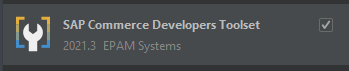 SAP Commerce Developers Toolset
2021.3 EPAM Systems